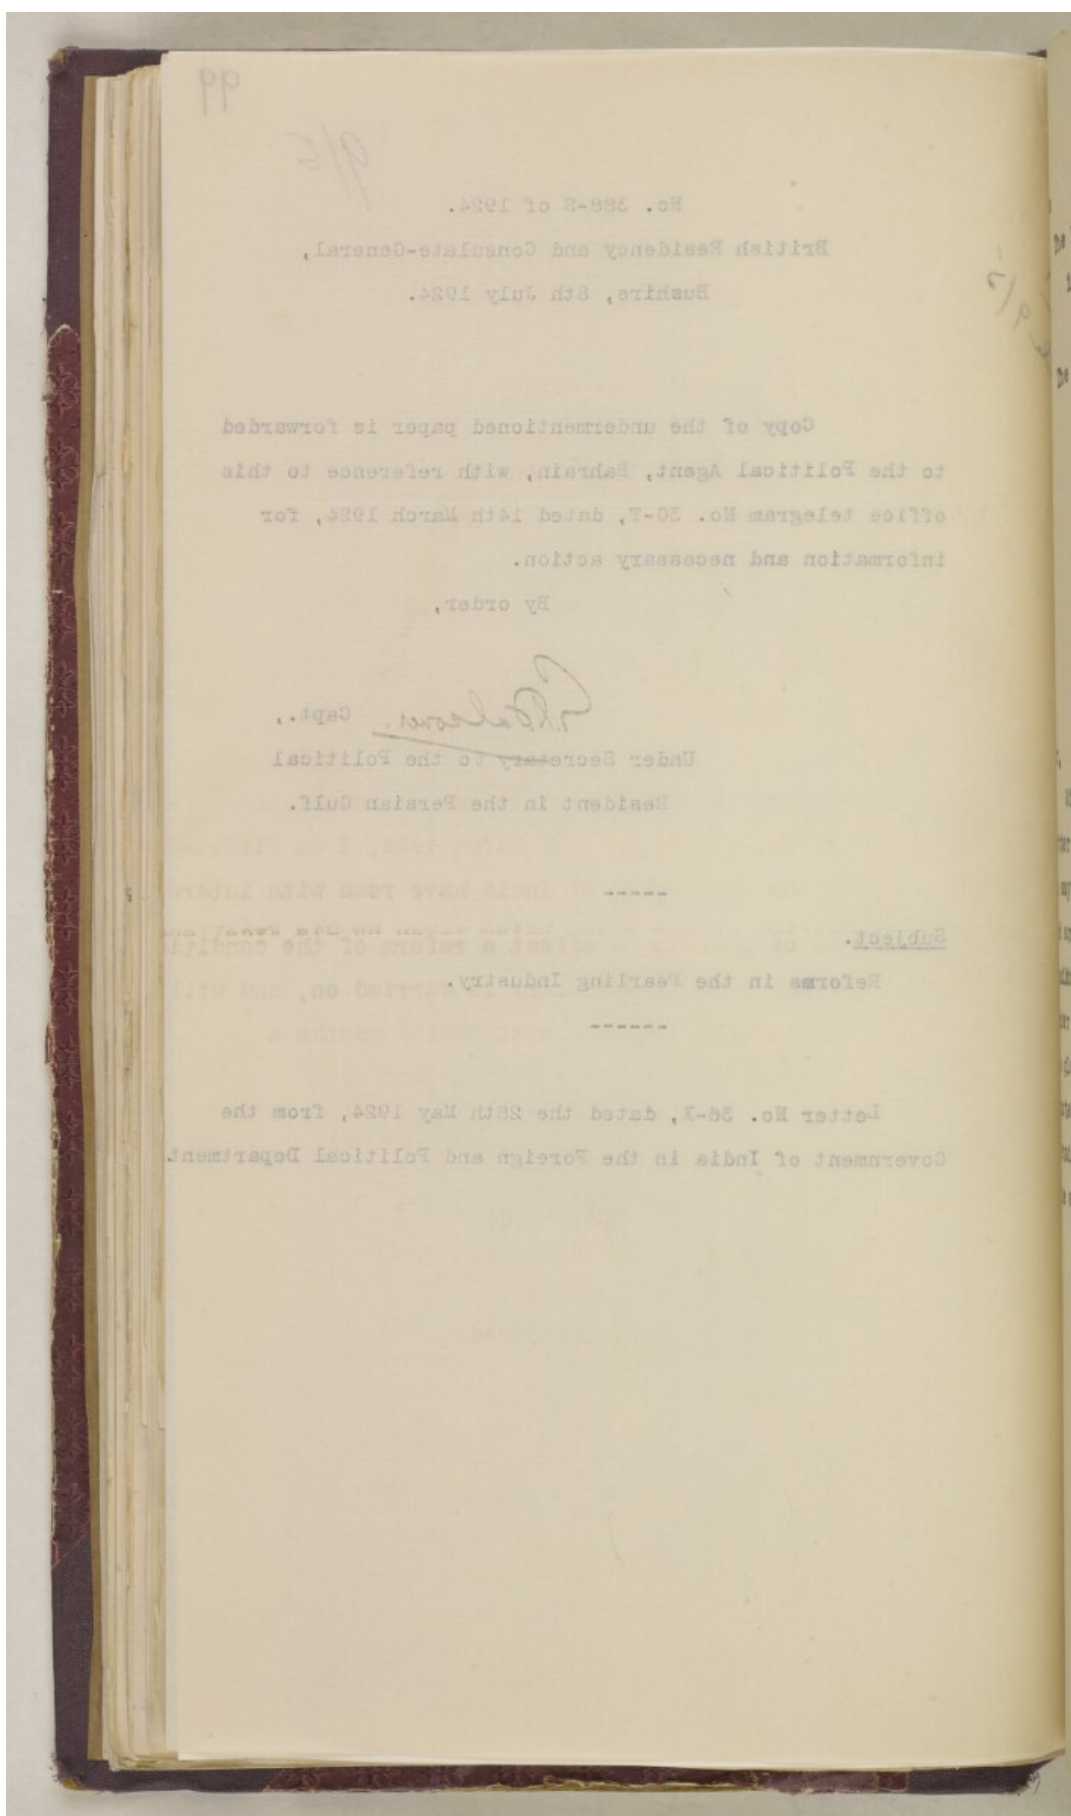 99
9/5
No. 388-S of 1924.
British Residency and Consulate-General,
Bushire, 8th July 1924.
Copy of the undermentioned paper is forwarded
to the Political Agent, Bahrain, with reference to this
office telegram No. 30-T, dated 14th March 1924, for
information and necessary action.
By order,
Capt.,
Under Secretary to the Political
Resident in the Persian Gulf.
-----
Subject.
Reforms in the Pearling Industry.
------
Letter No. 36-X, dated the 28th May 1924, from the
Government of India in the Foreign and Political Department